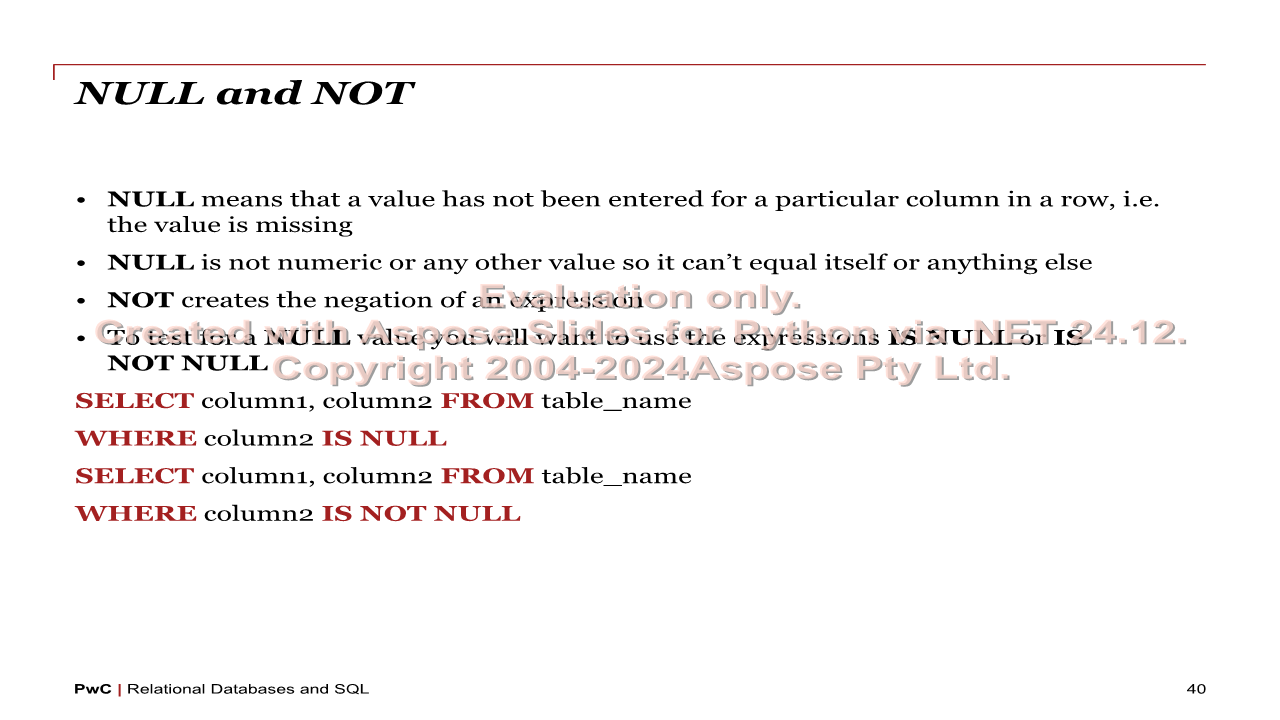 NULL and NOT
• NULL means that a value has not been entered for a particular column in a row, i.e.
the value is missing
• NULL is not numeric or any other value so it can’t equal itself or anything else
• NOT creates the negation of an expression
• To test for a NULL value you will want to use the expressions IS NULL or IS
NOT NULL
Evaluation only.
Created with Aspose.Slides for Python via .NET 24.12.
Copyright 2004-2024Aspose Pty Ltd.
SELECT column1, column2 FROM table_name
WHERE column2 IS NULL
SELECT column1, column2 FROM table_name
WHERE column2 IS NOT NULL
PwC | Relational Databases and SQL
40